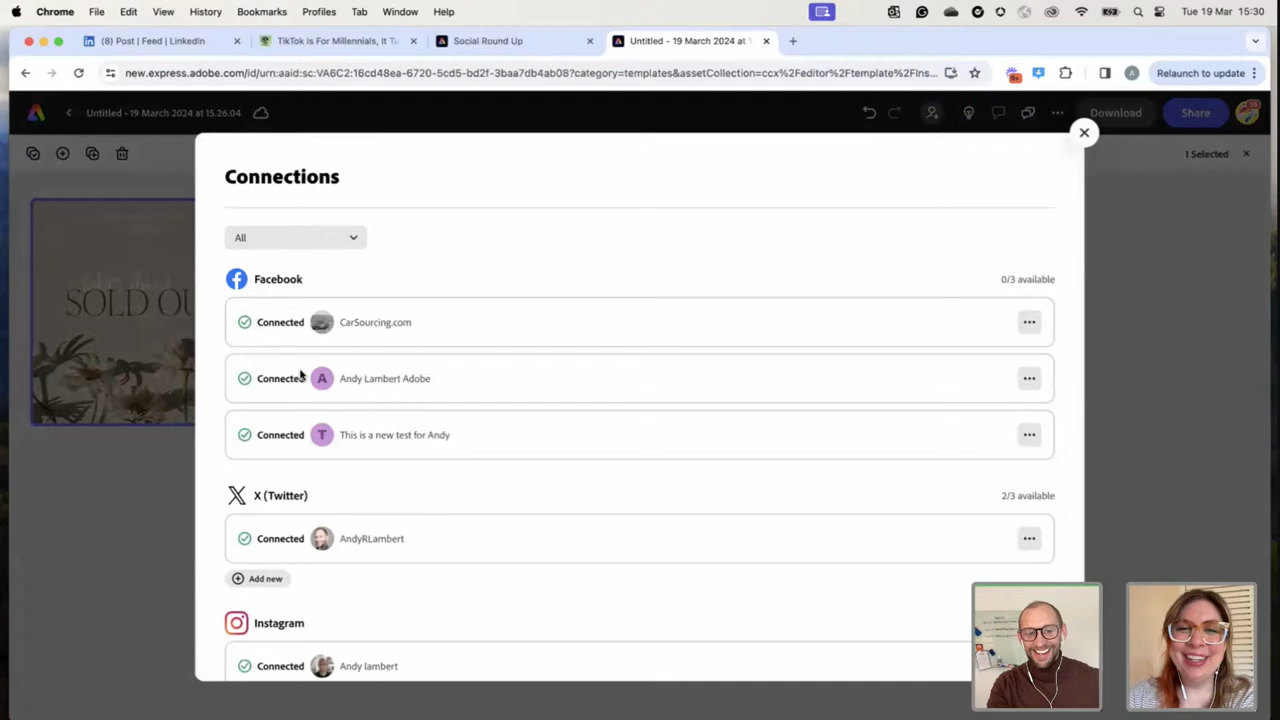 Chrome File Edit View History Bookmarks Profiles Tab Window Help Tue 19 Mar 15:30
(8) Post | Feed | LinkedIn TikTok Is For Millennials, It Tu Social Round Up Untitled - 19 March 2024 at 1
new.express.adobe.com/id/urn:aaid:sc:VA6C2:16cd48ea-6720-5cd5-bd2f-3baa7db4ab08?category=templates&assetCollection=ccx%2Feditor%2Ftemplate%2FIns... Relaunch to update
Untitled - 19 March 2024 at 15.26.04 Download Share
1 Selected
Connections
All
Facebook 0/3 available
Connected CarSourcing.com
Connected A Andy Lambert Adobe
Connected T This is a new test for Andy
SOLD OU
X (Twitter) 2/3 available
Connected AndyRLambert
Add new
Instagram
Connected Andy lambert